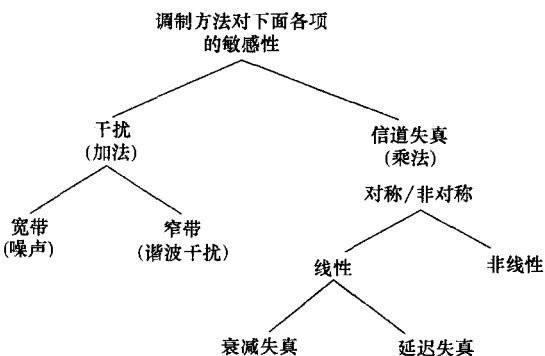 调制方法对下面各项
的敏感性
干扰
(加法)
信道失真
(乘法)
宽带
(噪声)
窄带
(谐波干扰)
对称/非对称
线性
非线性
衰减失真
延迟失真